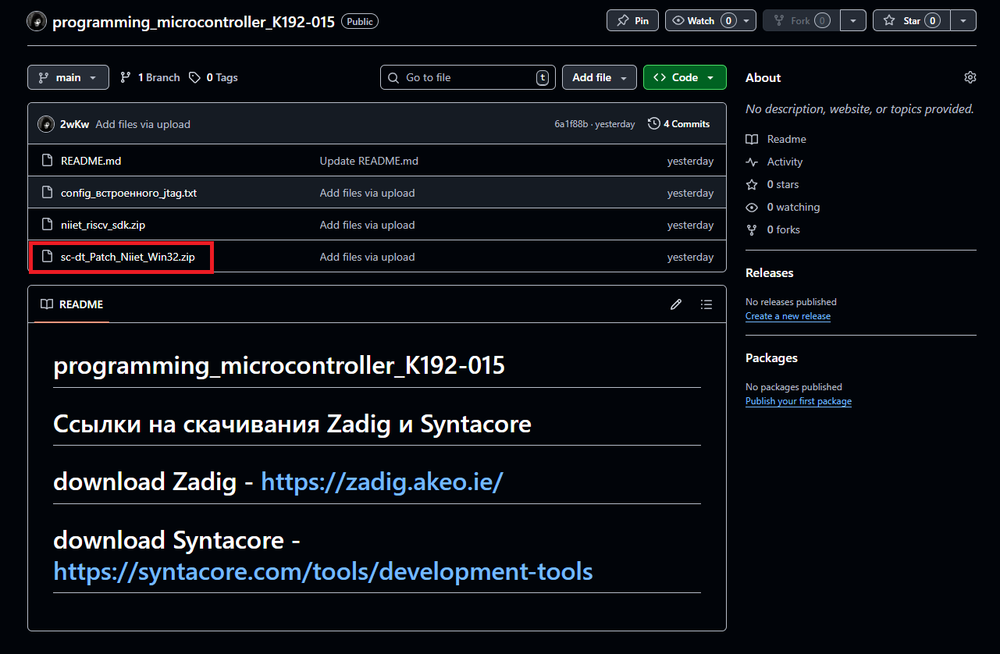 programming_microcontroller_K192-015 Public
Pin Watch 0 Fork 0 Star 0
main 1 Branch 0 Tags Go to file t Add file <> Code
2wKw Add files via upload 6a1f88b · yesterday 4 Commits
README.md Update README.md yesterday
config_встроенного_jtag.txt Add files via upload yesterday
niiet_riscv_sdk.zip Add files via upload yesterday
sc-dt_Patch_Niiet_Win32.zip Add files via upload yesterday
README
programming_microcontroller_K192-015
Ссылки на скачивания Zadig и Syntacore
download Zadig - https://zadig.akeo.ie/
download Syntacore -
https://syntacore.com/tools/development-tools
About
No description, website, or topics provided.
Readme
Activity
0 stars
0 watching
0 forks
Releases
No releases published
Create a new release
Packages
No packages published
Publish your first package